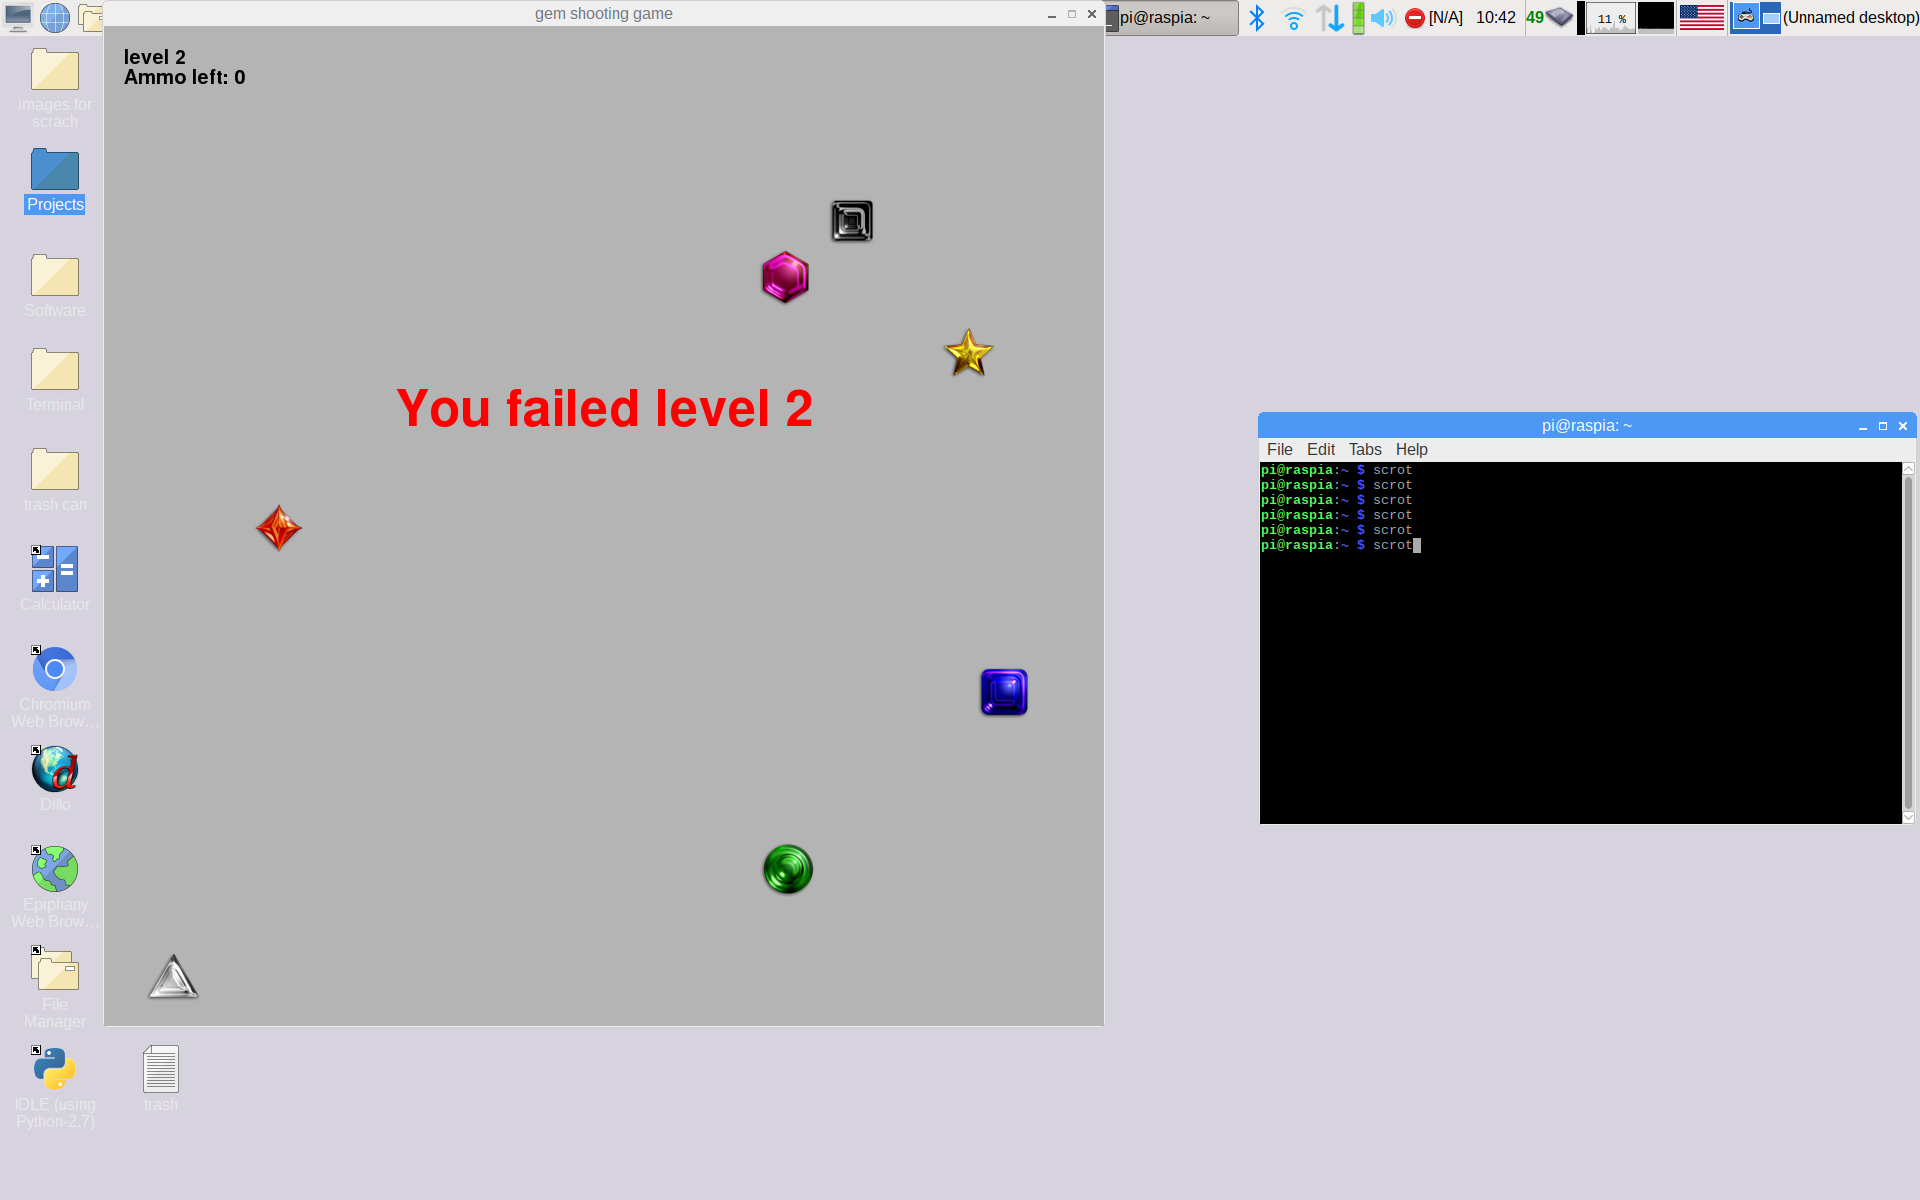 gem shooting game
pi@raspia: ~
[N/A]
10:42
49
11 %
(Unnamed desktop)
level 2
Ammo left: 0
You failed level 2
images for
scrach
Projects
Software
Terminal
trash can
Calculator
Chromium
Web Brow...
Dillo
Epiphany
Web Brow...
File
Manager
IDLE (using
Python-2.7)
trash
pi@raspia: ~
File Edit Tabs Help
pi@raspia:~ $ scrot
pi@raspia:~ $ scrot
pi@raspia:~ $ scrot
pi@raspia:~ $ scrot
pi@raspia:~ $ scrot
pi@raspia:~ $ scrot